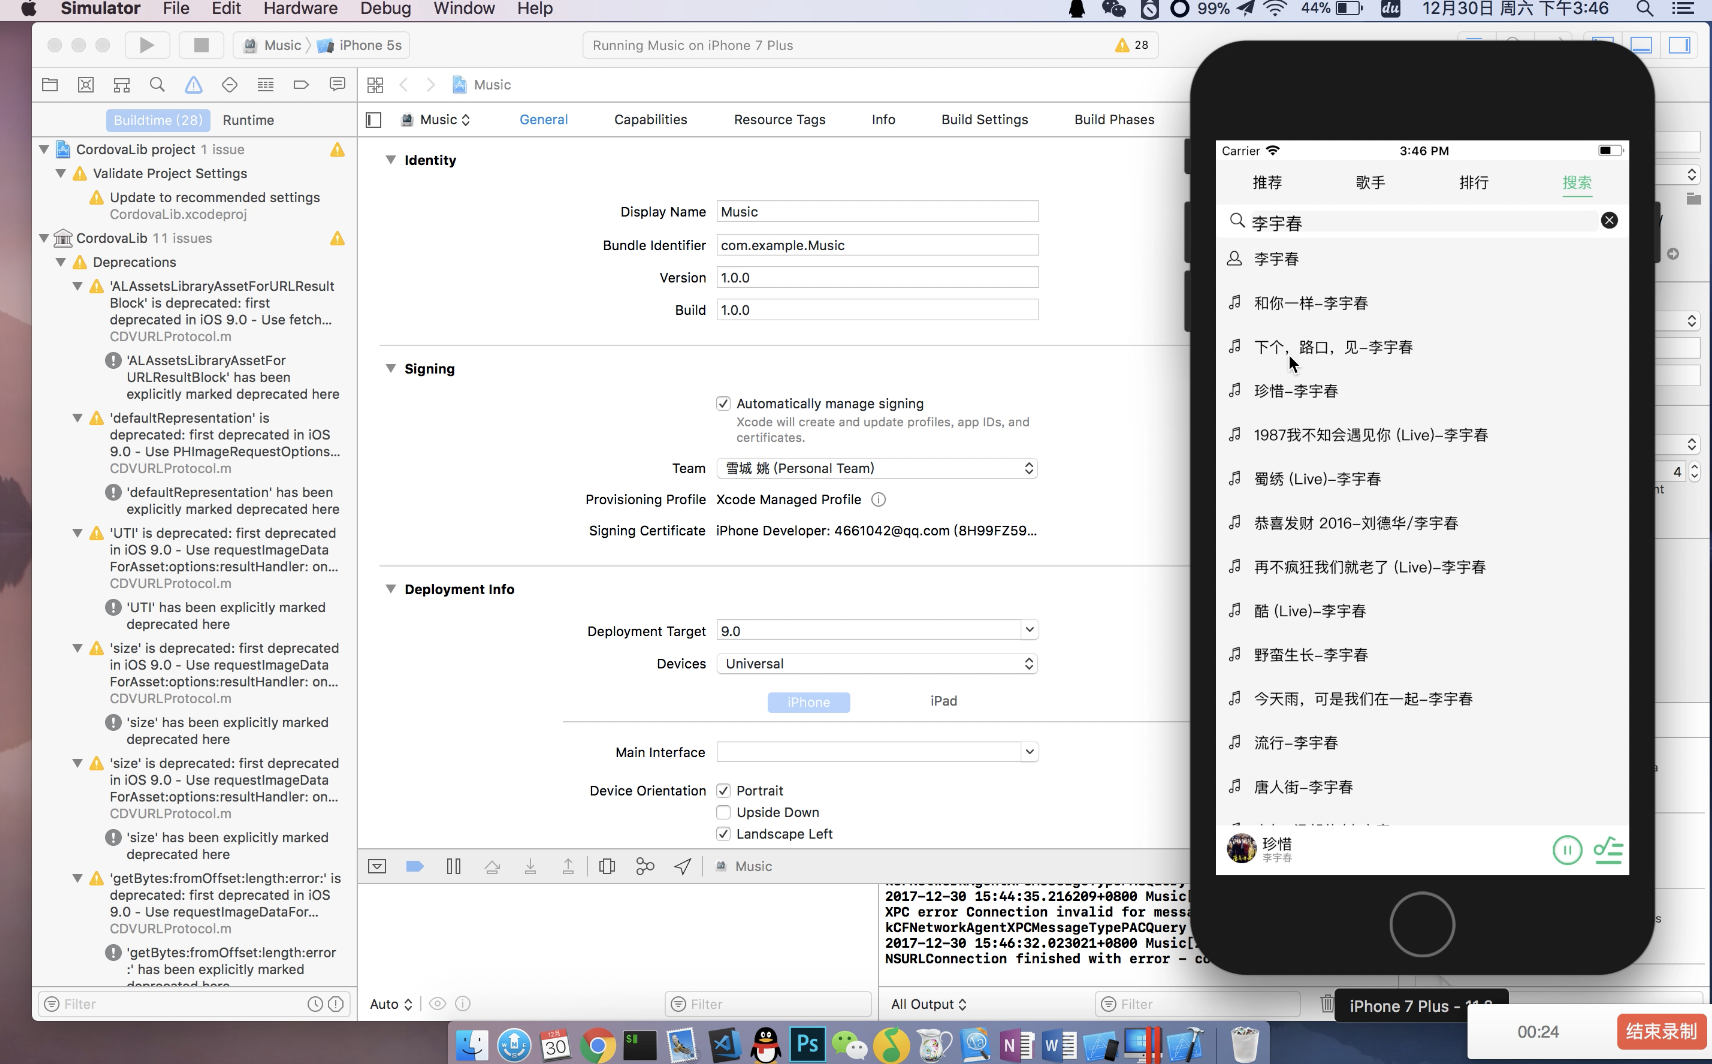 Simulator File Edit Hardware Debug Window Help
99% 44% du 12月30日 周六 下午3:46
Music iPhone 5s
Running Music on iPhone 7 Plus
28
Music
Buildtime (28) Runtime
Music General Capabilities Resource Tags Info Build Settings Build Phases
CordovaLib project 1 issue
Validate Project Settings
Update to recommended settings
CordovaLib.xcodeproj
CordovaLib 11 issues
Deprecations
'ALAssetsLibraryAssetForURLResult
Block' is deprecated: first
deprecated in iOS 9.0 - Use fetch...
CDVURLProtocol.m
'ALAssetsLibraryAssetFor
URLResultBlock' has been
explicitly marked deprecated here
'defaultRepresentation' is
deprecated: first deprecated in iOS
9.0 - Use PHImageRequestOptions...
CDVURLProtocol.m
'defaultRepresentation' has been
explicitly marked deprecated here
'UTI' is deprecated: first deprecated
in iOS 9.0 - Use requestImageData
ForAsset:options:resultHandler: on...
CDVURLProtocol.m
'UTI' has been explicitly marked
deprecated here
'size' is deprecated: first deprecated
in iOS 9.0 - Use requestImageData
ForAsset:options:resultHandler: on...
CDVURLProtocol.m
'size' has been explicitly marked
deprecated here
'size' is deprecated: first deprecated
in iOS 9.0 - Use requestImageData
ForAsset:options:resultHandler: on...
CDVURLProtocol.m
'size' has been explicitly marked
deprecated here
'getBytes:fromOffset:length:error:' is
deprecated: first deprecated in iOS
9.0 - Use requestImageDataFor...
CDVURLProtocol.m
'getBytes:fromOffset:length:error
:' has been explicitly marked
deprecated here
Filter
Identity
Display Name Music
Bundle Identifier com.example.Music
Version 1.0.0
Build 1.0.0
Signing
Automatically manage signing
Xcode will create and update profiles, app IDs, and
certificates.
Team 雪城 姚 (Personal Team)
Provisioning Profile Xcode Managed Profile
Signing Certificate iPhone Developer: 4661042@qq.com (8H99FZ59...
Deployment Info
Deployment Target 9.0
Devices Universal
iPhone iPad
Main Interface
Device Orientation Portrait
Upside Down
Landscape Left
Music
2017-12-30 15:44:35.216209+0800 Music[
XPC error Connection invalid for messa
kCFNetworkAgentXPCMessageTypePACQuery
2017-12-30 15:46:32.023021+0800 Music[
NSURLConnection finished with error - co
Auto Filter All Output Filter
Carrier 3:46 PM
推荐 歌手 排行 搜索
李宇春
李宇春
和你一样-李宇春
下个，路口，见-李宇春
珍惜-李宇春
1987我不知会遇见你 (Live)-李宇春
蜀绣 (Live)-李宇春
恭喜发财 2016-刘德华/李宇春
再不疯狂我们就老了 (Live)-李宇春
酷 (Live)-李宇春
野蛮生长-李宇春
今天雨，可是我们在一起-李宇春
流行-李宇春
唐人街-李宇春
珍惜
李宇春
4
iPhone 7 Plus -
00:24 结束录制
12月
30
Ps
N
W